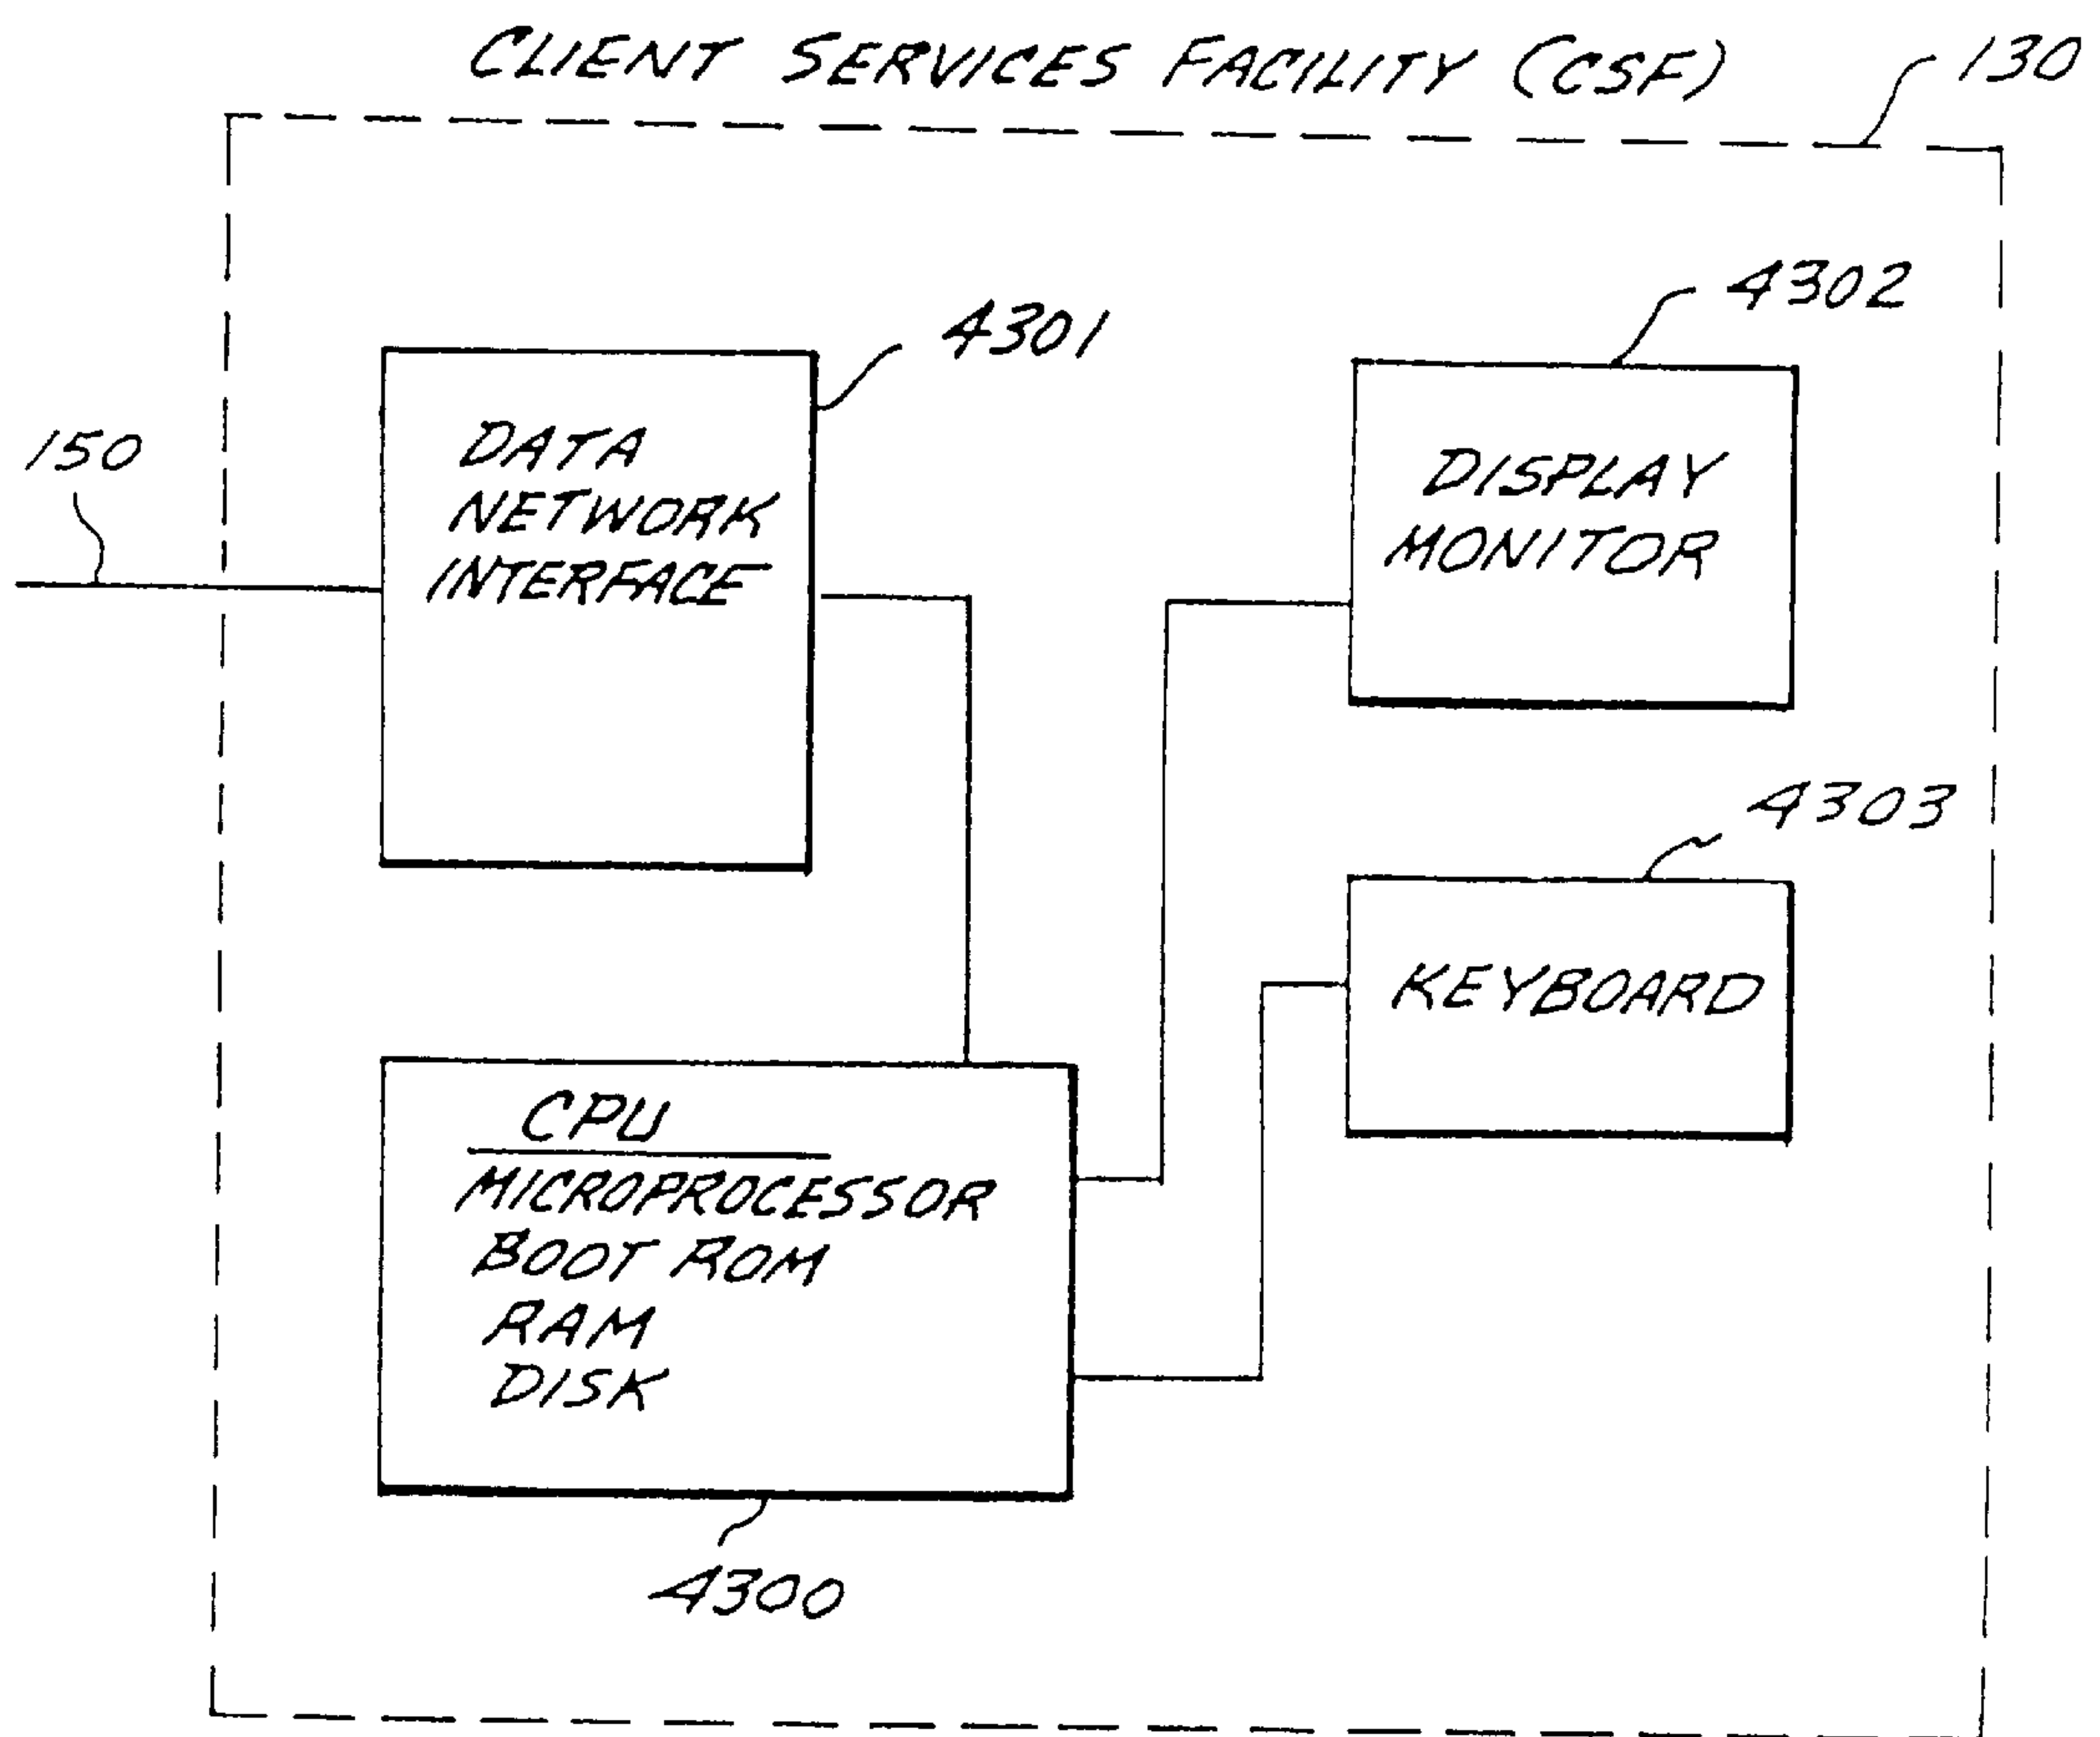 CLIENT SERVICES FACILITY (CSF)
130
4301
4302
150
DATA
NETWORK
INTERFACE
DISPLAY
MONITOR
4303
KEYBOARD
CPU
MICROPROCESSOR
BOOT ROM
RAM
DISK
4300